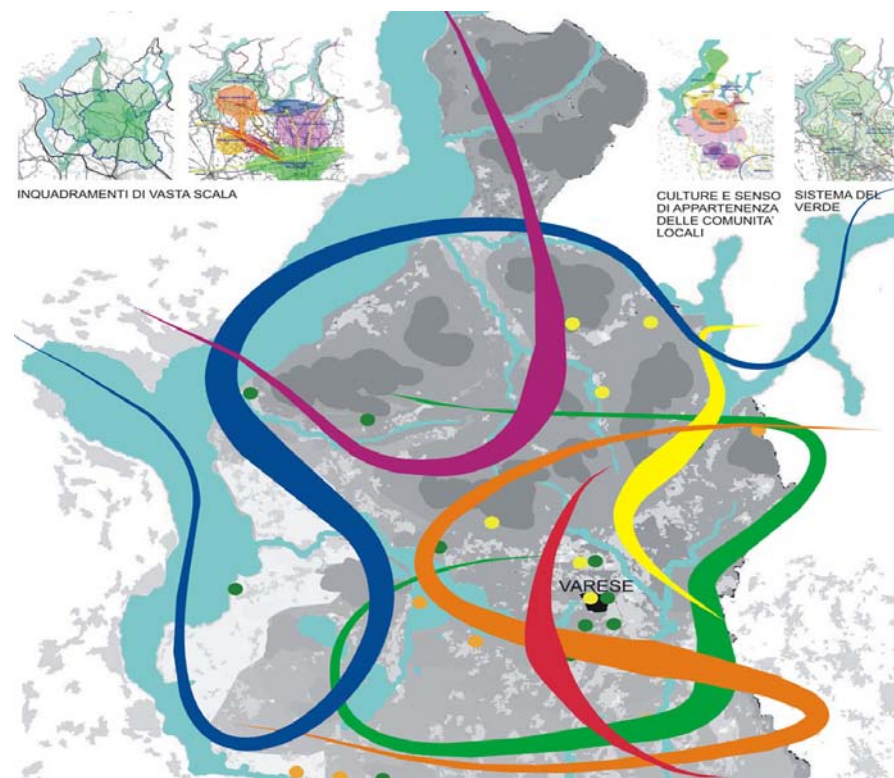 INQUADRAMENTI DI VASTA SCALA
CULTURE E SENSO
DI APPARTENENZA
DELLE COMUNITA'
LOCALI
SISTEMA DEL
VERDE
VARESE